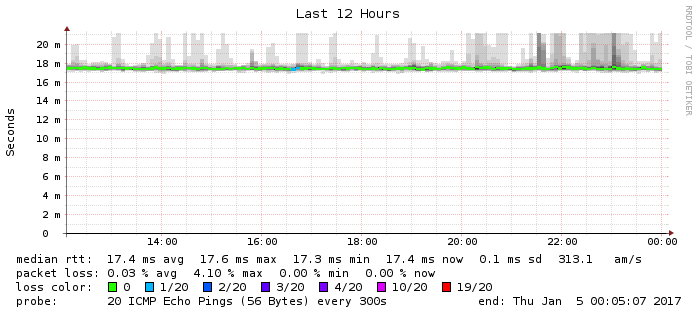 Last 12 Hours
RRDTOOL / TOBI OETIKER
Seconds
20 m
18 m
16 m
14 m
12 m
10 m
8 m
6 m
4 m
2 m
0
14:00 16:00 18:00 20:00 22:00 00:00
median rtt: 17.4 ms avg 17.6 ms max 17.3 ms min 17.4 ms now 0.1 ms sd 313.1 am/s
packet loss: 0.03 % avg 4.10 % max 0.00 % min 0.00 % now
loss color: 0 1/20 2/20 3/20 4/20 10/20 19/20
probe: 20 ICMP Echo Pings (56 Bytes) every 300s end: Thu Jan 5 00:05:07 2017